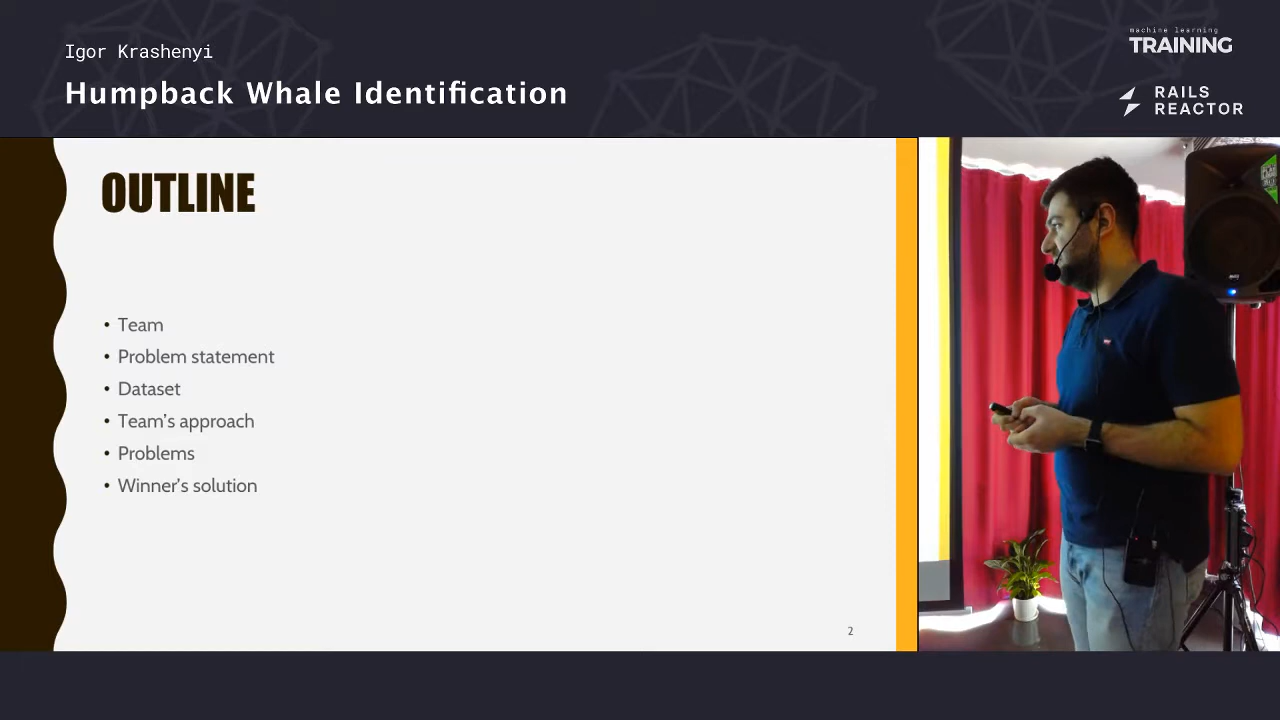 Igor Krashenyi
Humpback Whale Identification
machine learning
TRAINING
RAILS
REACTOR
OUTLINE
• Team
• Problem statement
• Dataset
• Team's approach
• Problems
• Winner's solution
2